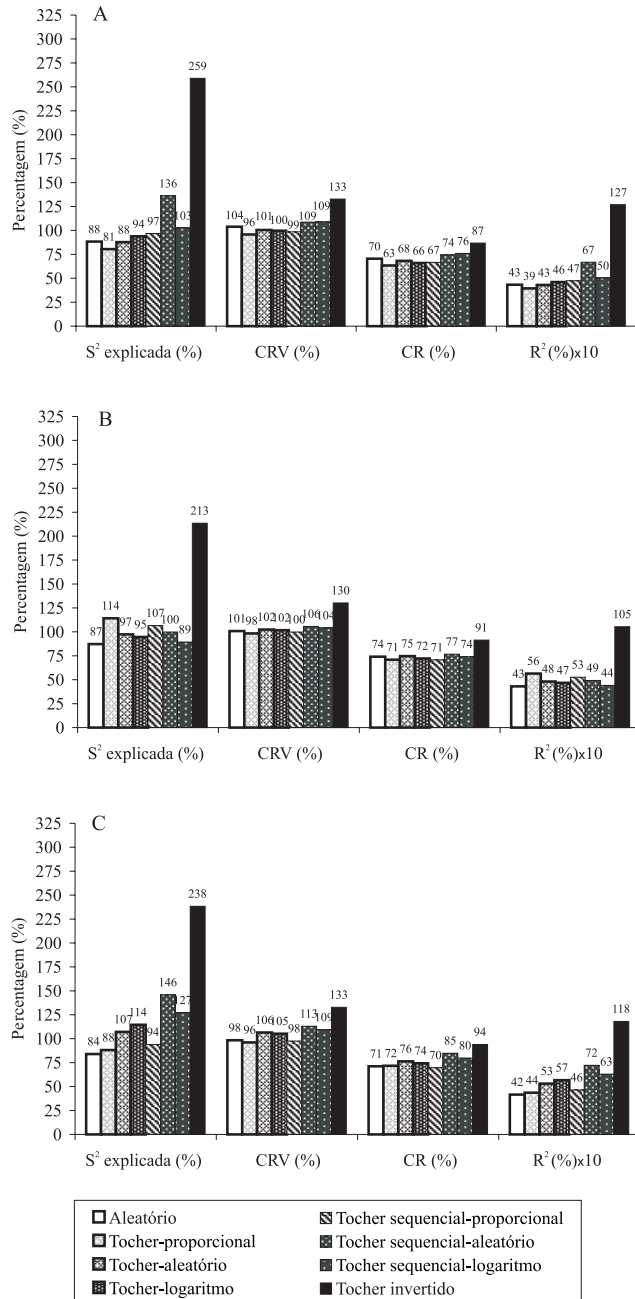 A
Percentagem (%)
325
300
275
250
225
200
175
150
125
100
75
50
25
0
88 81 88 94 97 136 103 259
104 96 101 100 99 109 109 133
70 63 68 66 67 74 76 87
43 39 43 46 47 67 50 127
S² explicada (%) CRV (%) CR (%) R² (%)x10
B
Percentagem (%)
325
300
275
250
225
200
175
150
125
100
75
50
25
0
87 114 97 95 107 100 89 213
101 98 102 102 100 106 104 130
74 71 75 72 71 77 74 91
43 56 48 47 53 49 44 105
S² explicada (%) CRV (%) CR (%) R² (%)x10
C
Percentagem (%)
325
300
275
250
225
200
175
150
125
100
75
50
25
0
84 88 107 114 94 146 127 238
98 96 106 105 98 113 109 133
71 72 76 74 70 85 80 94
42 44 53 57 46 72 63 118
S² explicada (%) CRV (%) CR (%) R² (%)x10
Aleatório
Tocher-proporcional
Tocher-aleatório
Tocher-logaritmo
Tocher sequencial-proporcional
Tocher sequencial-aleatório
Tocher sequencial-logaritmo
Tocher invertido